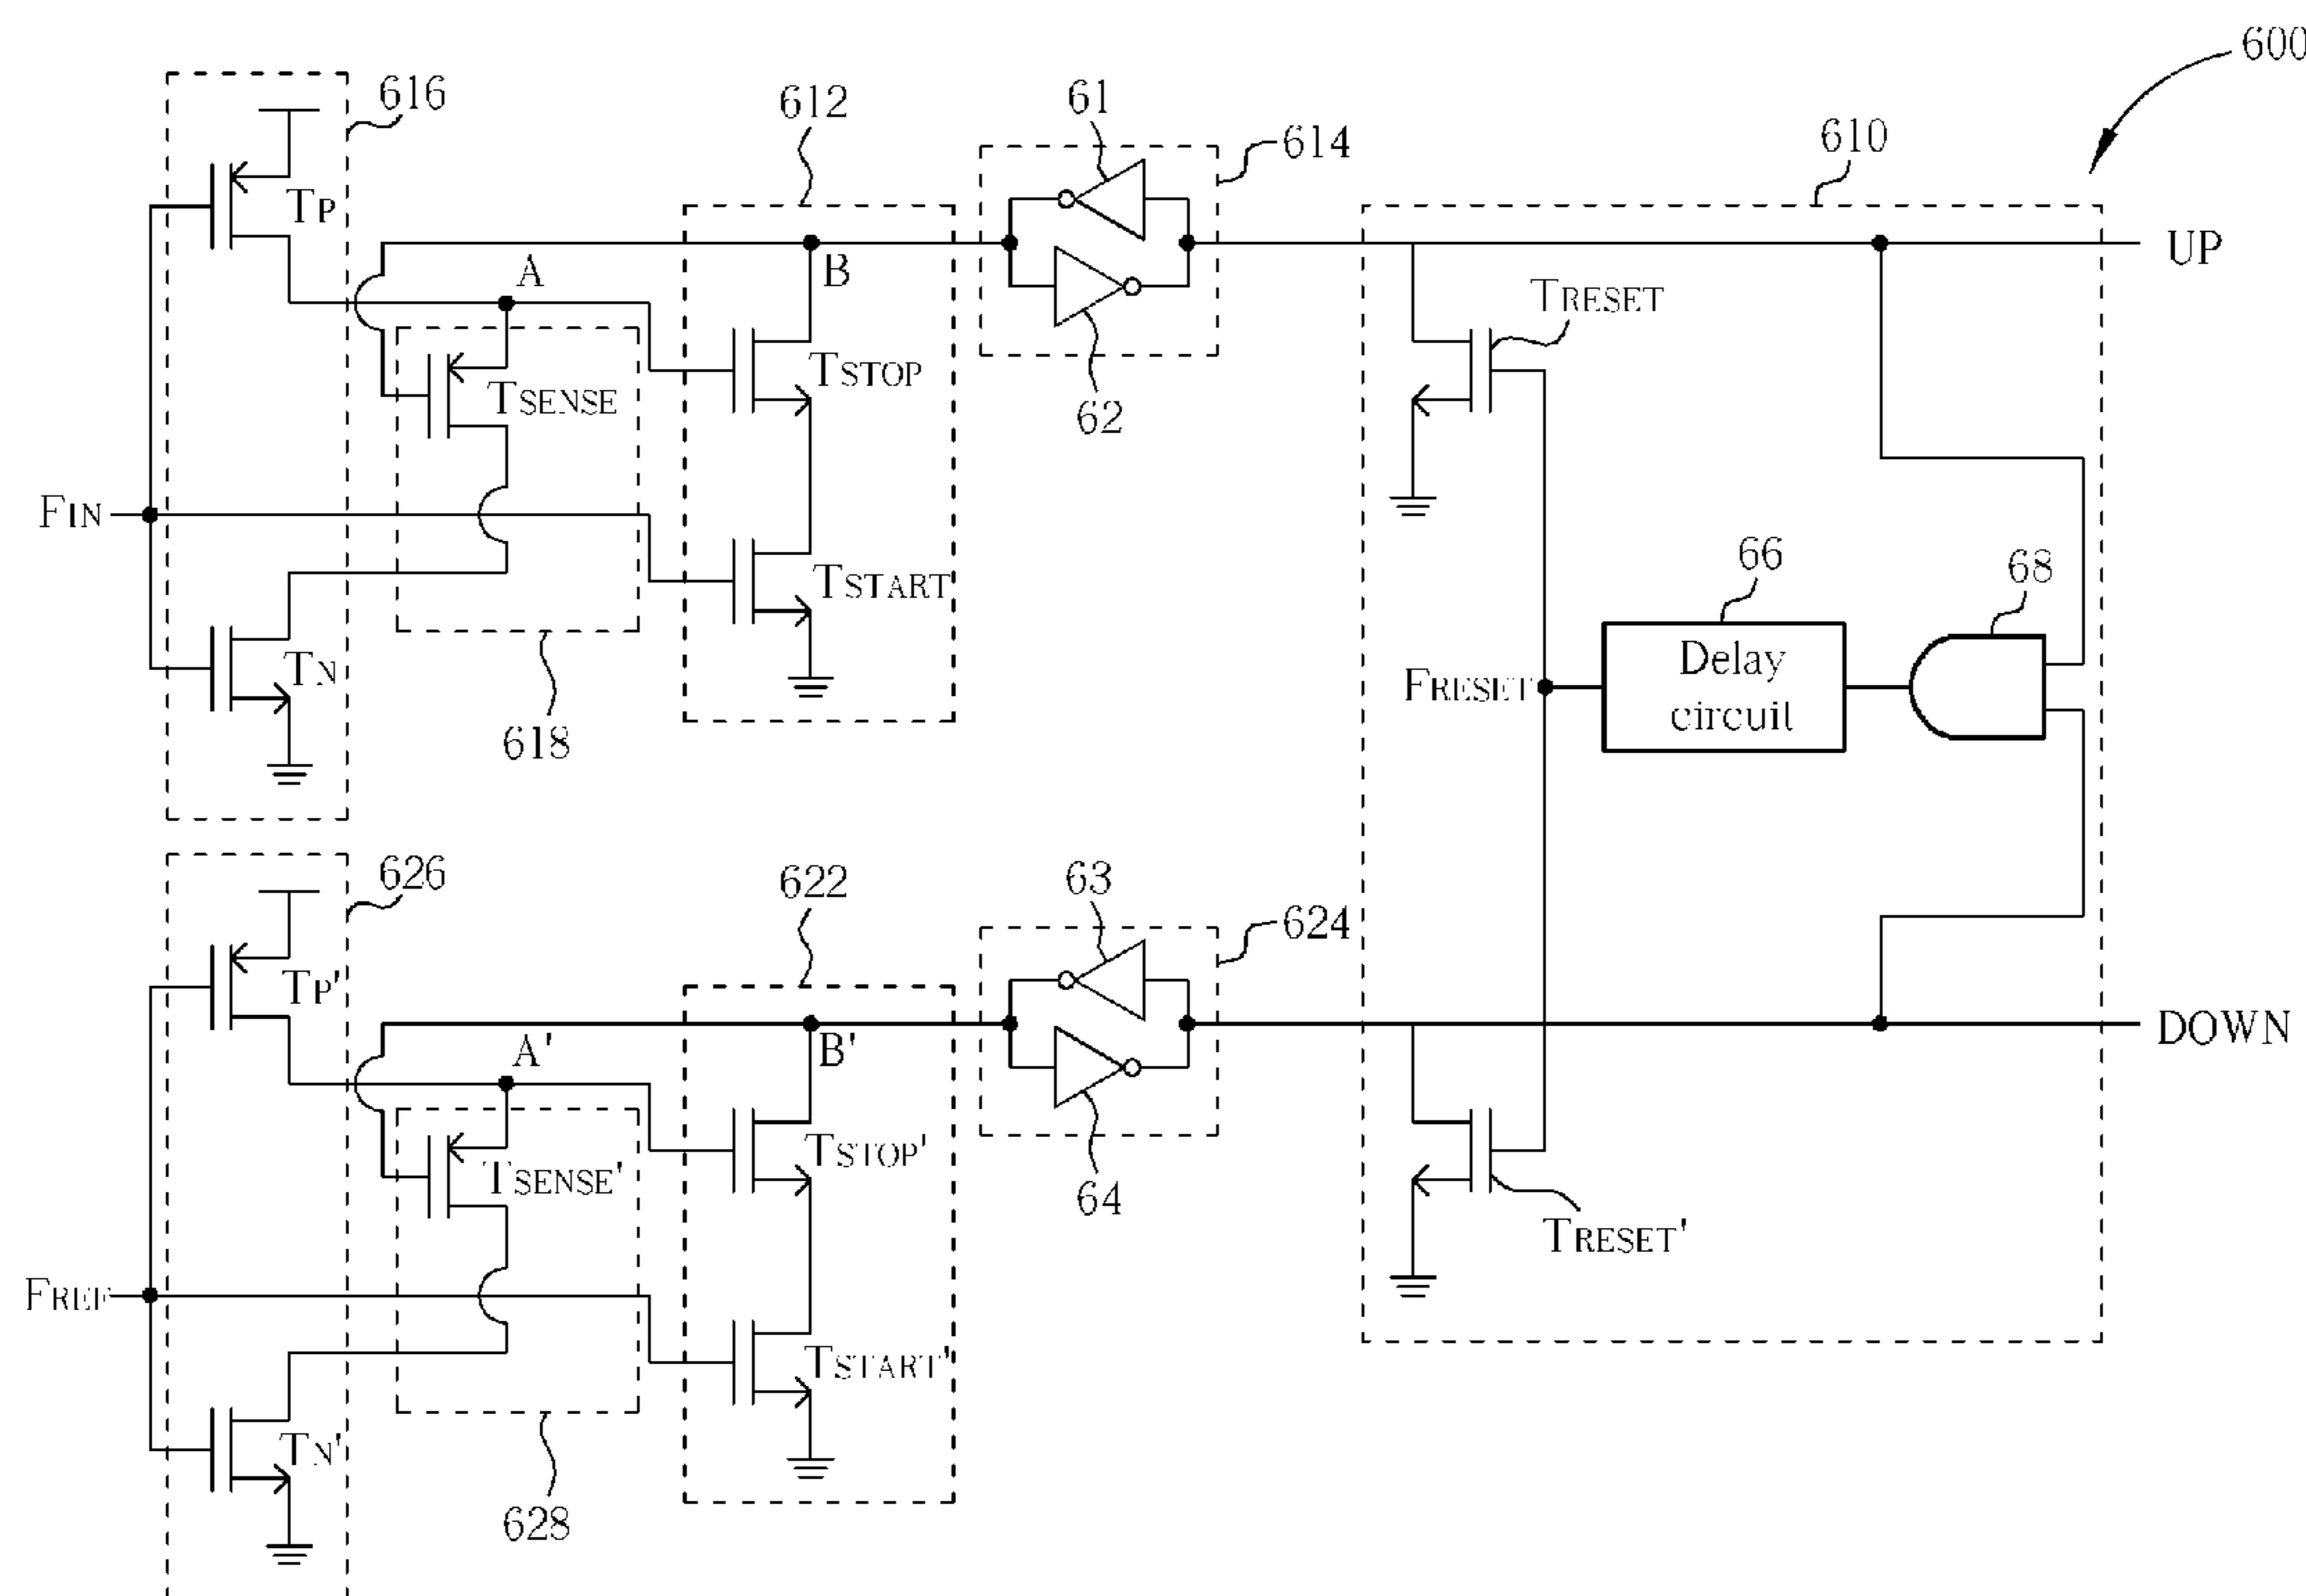 600
616
612
61
614
610
TP
A
B
UP
TRESET
TSENSE
TSTOP
62
FIN
66
68
TSTART
TN
Delay
circuit
FRESET
618
626
622
63
624
TP'
A'
B'
DOWN
TSENSE'
TSTOP'
64
TRESET'
FREF
TSTART'
TN'
628